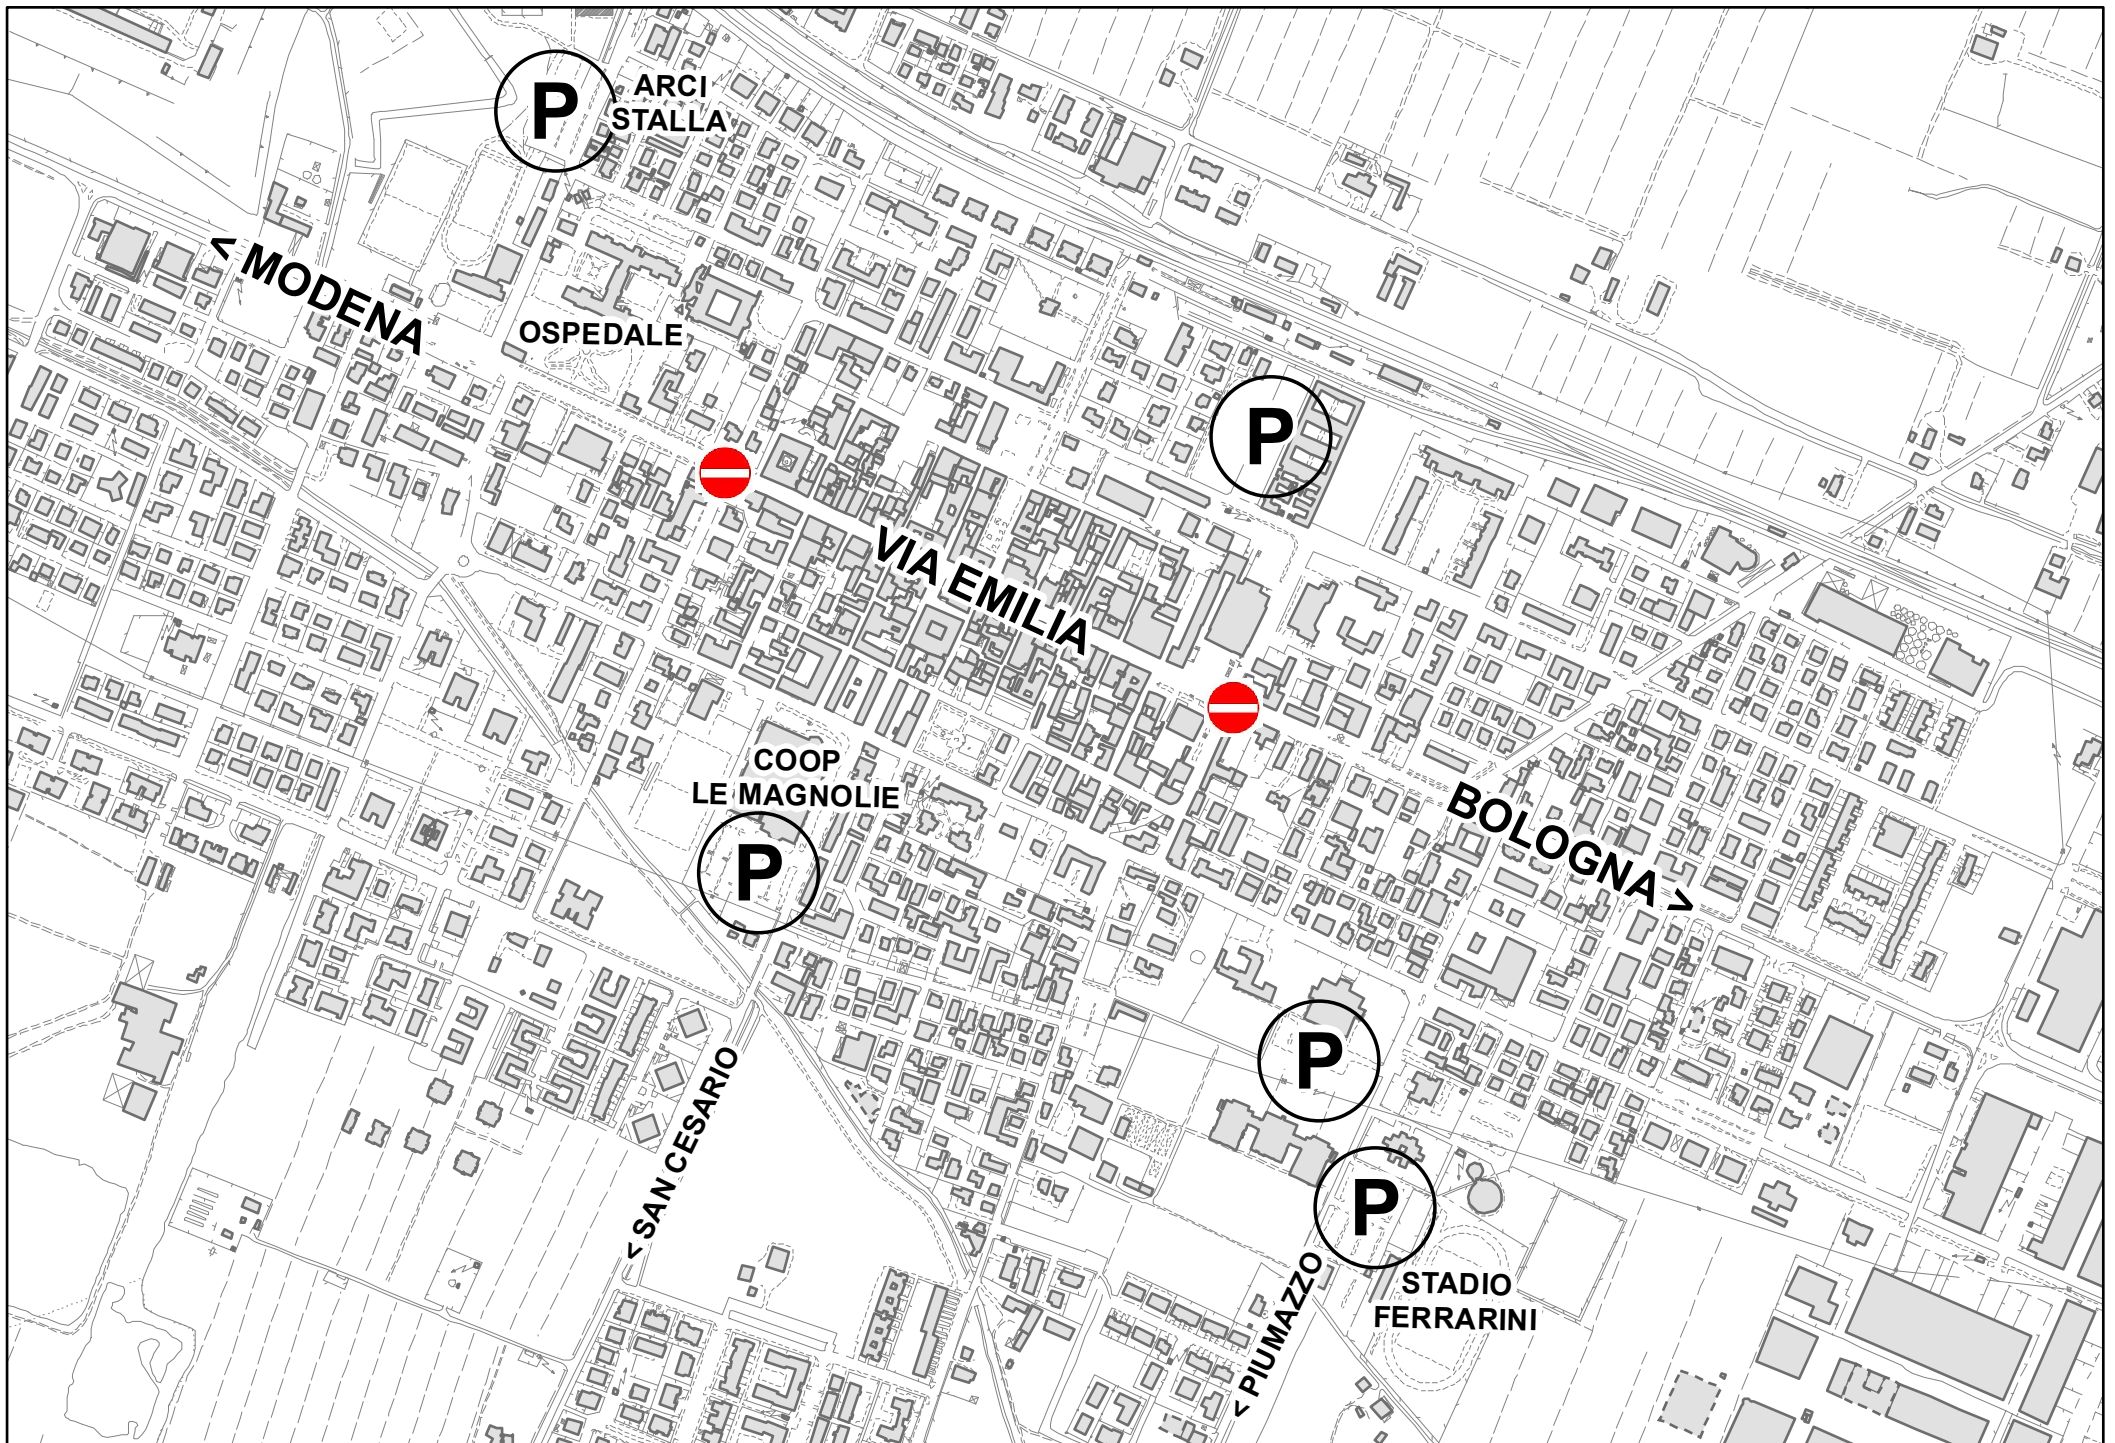 P
ARCI
STALLA
< MODENA
OSPEDALE
P
VIA EMILIA
COOP
LE MAGNOLIE
P
BOLOGNA >
P
< SAN CESARIO
P
STADIO
FERRARINI
< PIUMAZZO